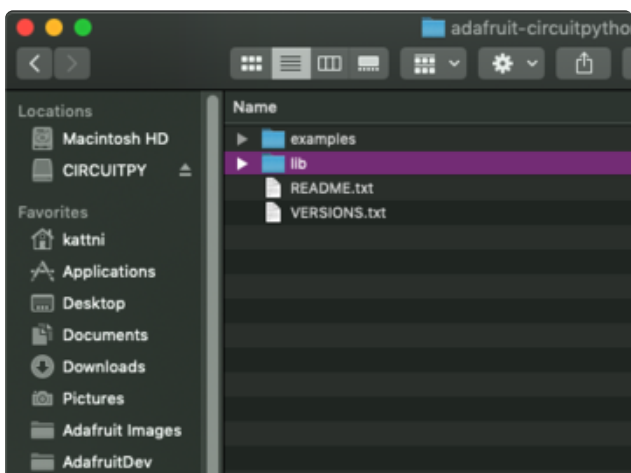 adafruit-circuitpytho
Locations
Macintosh HD
CIRCUITPY
Favorites
kattni
Applications
Desktop
Documents
Downloads
Pictures
Adafruit Images
AdafruitDev
Name
examples
lib
README.txt
VERSIONS.txt